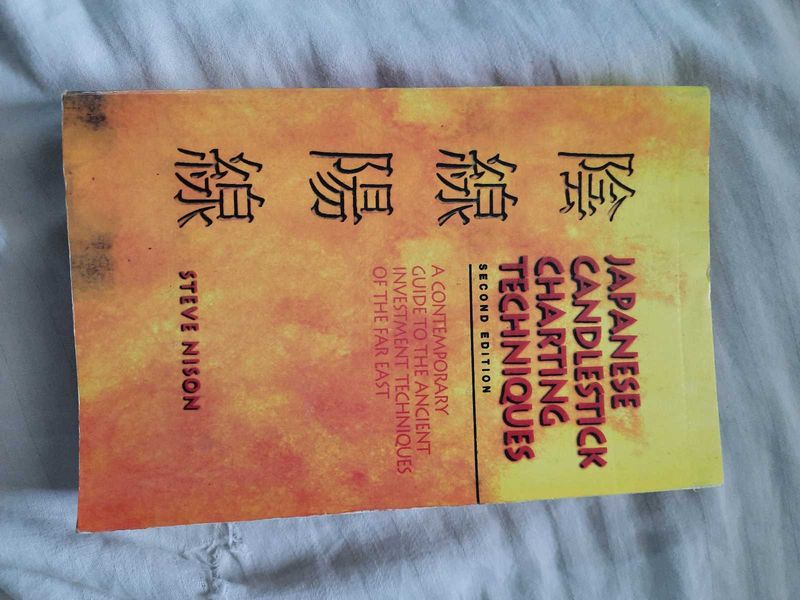 陰線陽線
JAPANESE
CANDLESTICK
CHARTING
TECHNIQUES
SECOND EDITION
A CONTEMPORARY
GUIDE TO THE ANCIENT
INVESTMENT TECHNIQUES
OF THE FAR EAST
STEVE NISON